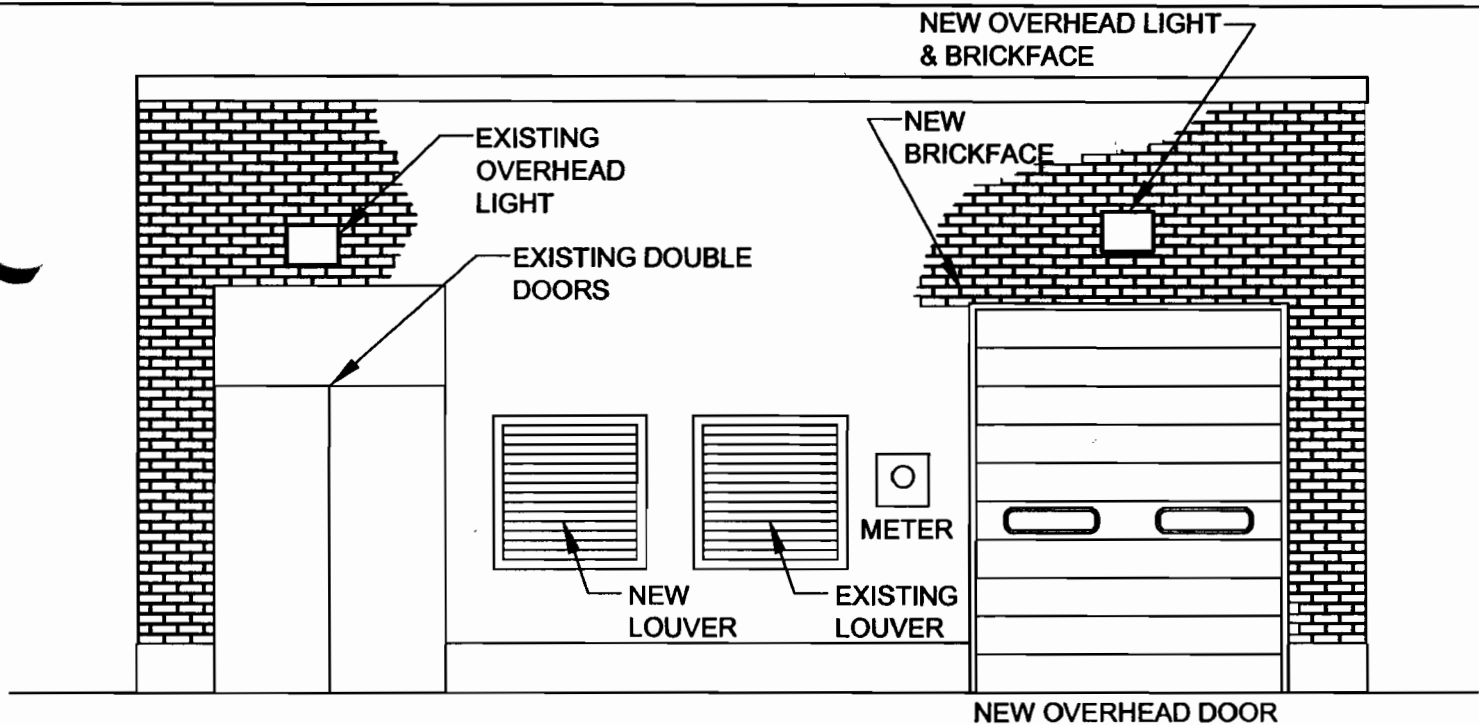 NEW OVERHEAD LIGHT
& BRICKFACE
EXISTING
OVERHEAD
LIGHT
NEW
BRICKFACE
EXISTING DOUBLE
DOORS
METER
NEW
LOUVER
EXISTING
LOUVER
NEW OVERHEAD DOOR